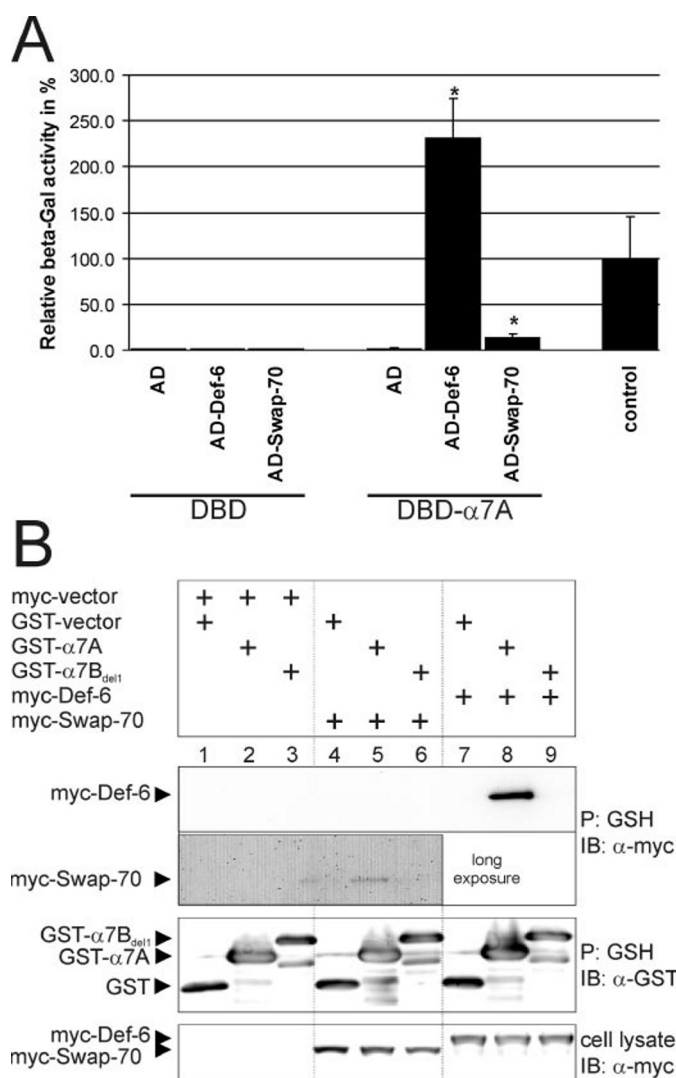 A
Relative beta-Gal activity in %
300.0
250.0
200.0
150.0
100.0
50.0
0.0
*
*
AD
AD-Def-6
AD-Swap-70
AD
AD-Def-6
AD-Swap-70
control
DBD
DBD-α7A
B
myc-vector + + +
GST-vector + + +
GST-α7A + + +
GST-α7Bdel1 + + +
myc-Def-6 + + +
myc-Swap-70 + + +
1 2 3 4 5 6 7 8 9
myc-Def-6
P: GSH
IB: α-myc
myc-Swap-70
long
exposure
GST-α7Bdel1
GST-α7A
GST
P: GSH
IB: α-GST
myc-Def-6
myc-Swap-70
cell lysate
IB: α-myc